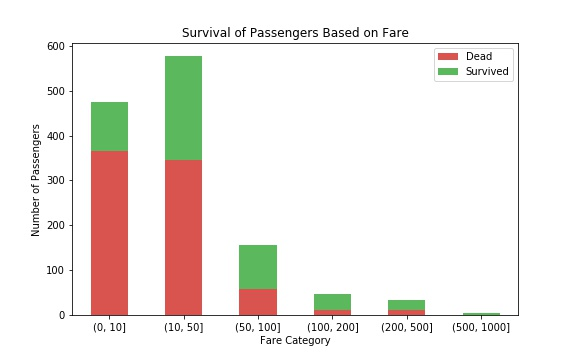 Survival of Passengers Based on Fare
Dead
Survived
Number of Passengers
600
500
400
300
200
100
0
(0, 10]
(10, 50]
(50, 100]
(100, 200]
(200, 500]
(500, 1000]
Fare Category